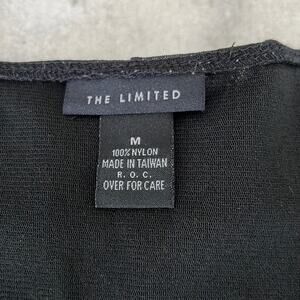 THE LIMITED
M
100% NYLON
MADE IN TAIWAN
R. O. C.
OVER FOR CARE